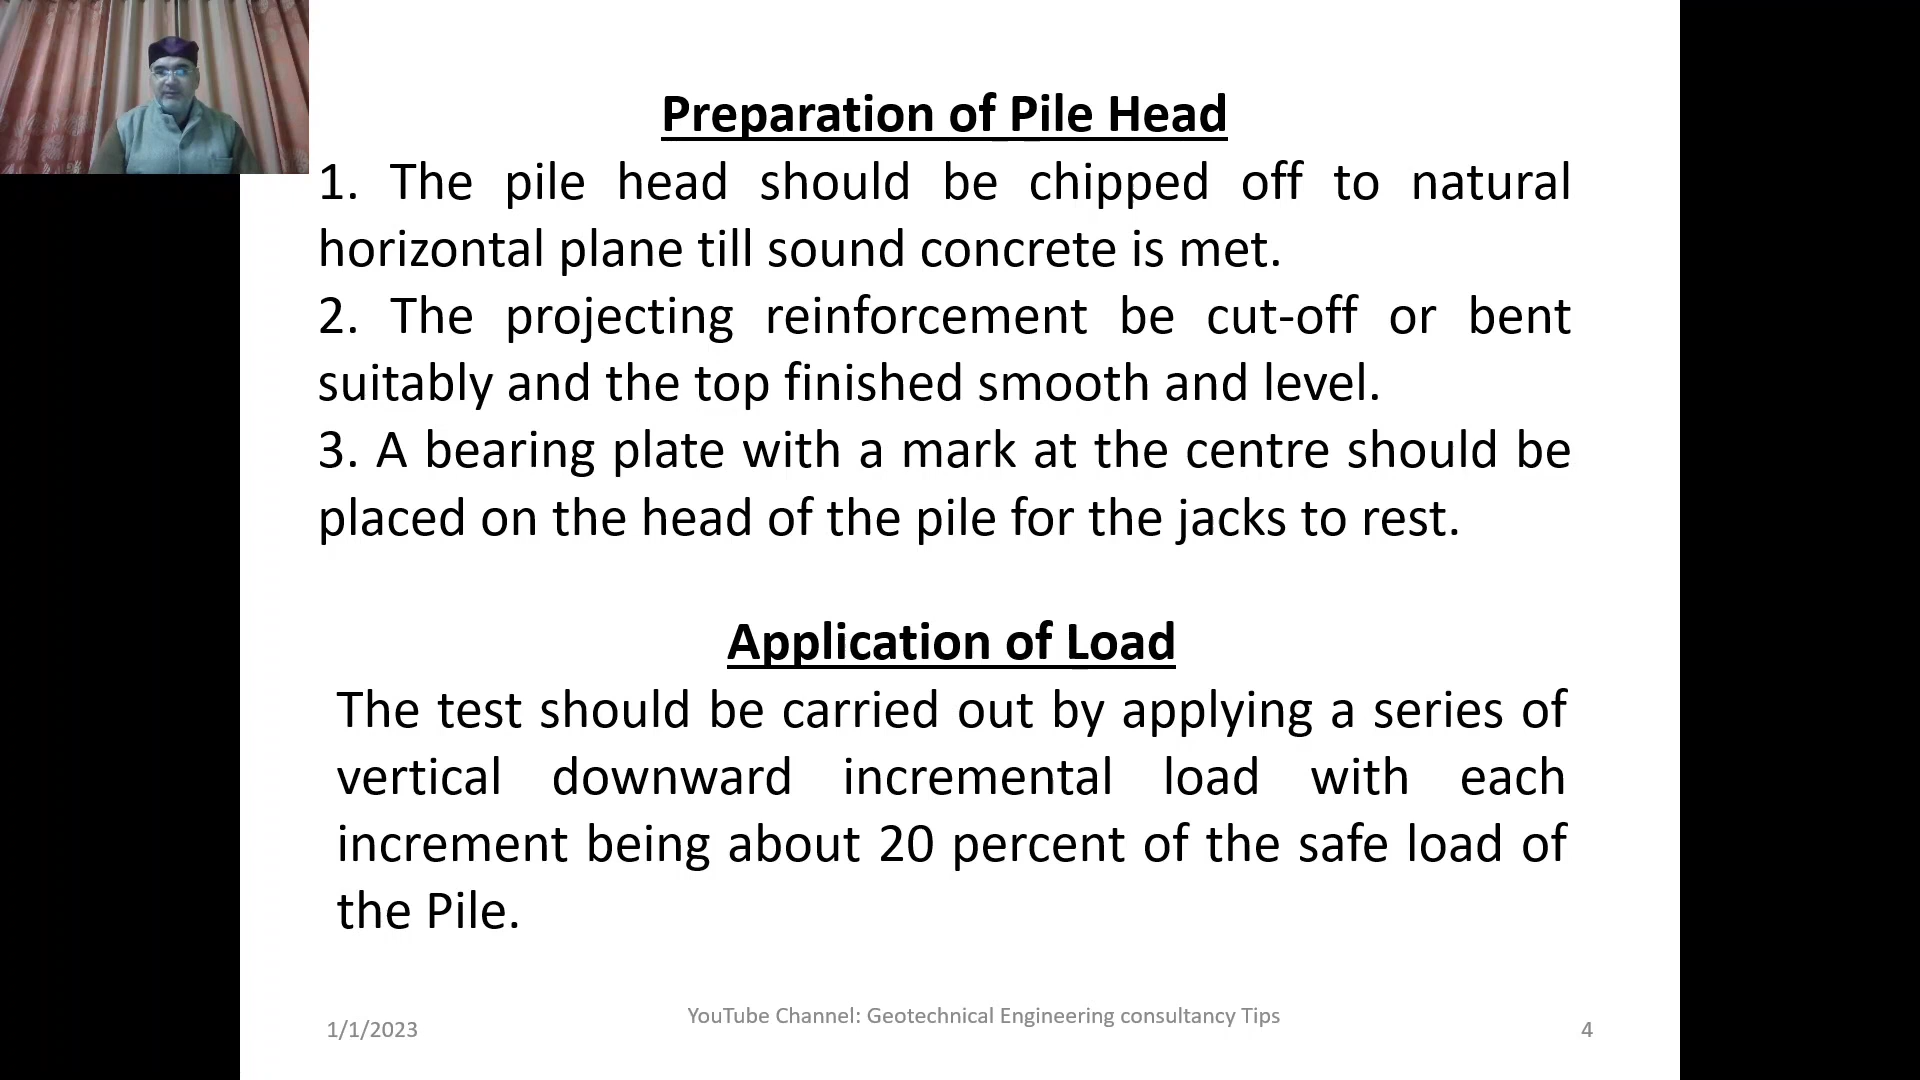 Preparation of Pile Head
1. The pile head should be chipped off to natural
horizontal plane till sound concrete is met.
2. The projecting reinforcement be cut-off or bent
suitably and the top finished smooth and level.
3. A bearing plate with a mark at the centre should be
placed on the head of the pile for the jacks to rest.
Application of Load
The test should be carried out by applying a series of
vertical downward incremental load with each
increment being about 20 percent of the safe load of
the Pile.
1/1/2023
YouTube Channel: Geotechnical Engineering consultancy Tips
4